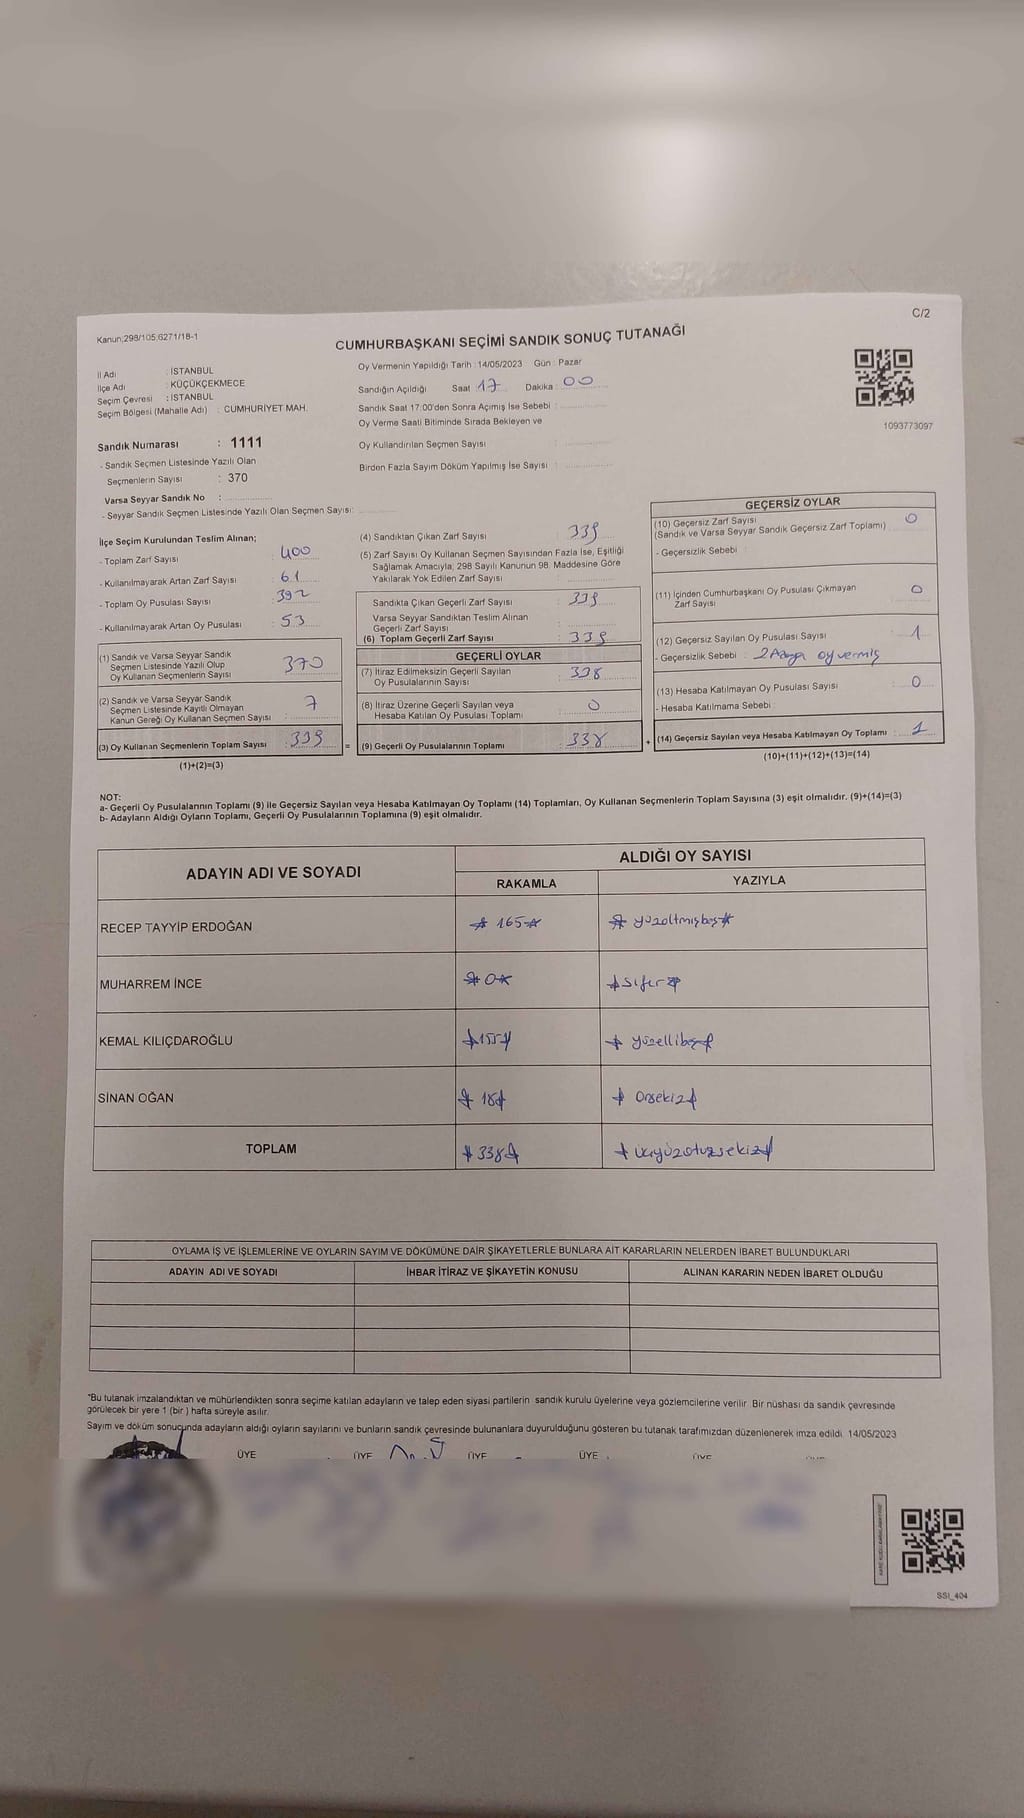 C/2
Kanun;298/105;6271/18-1
CUMHURBAŞKANI SEÇİMİ SANDIK SONUÇ TUTANAĞI
İl Adı : İSTANBUL
İlçe Adı : KÜÇÜKÇEKMECE
Seçim Çevresi : İSTANBUL
Seçim Bölgesi (Mahalle Adı) : CUMHURİYET MAH.
Oy Vermenin Yapıldığı Tarih : 14/05/2023 Gün : Pazar
Sandığın Açıldığı Saat 17 Dakika : 00
Sandık Saat 17:00'den Sonra Açımış İse Sebebi :
Oy Verme Saati Bitiminde Sırada Bekleyen ve
Oy Kullandırılan Seçmen Sayısı :
Birden Fazla Sayım Döküm Yapılmış İse Sayısı :
1093773097
Sandık Numarası : 1111
- Sandık Seçmen Listesinde Yazılı Olan
Seçmenlerin Sayısı : 370
Varsa Seyyar Sandık No :
- Seyyar Sandık Seçmen Listesinde Yazılı Olan Seçmen Sayısı:
İlçe Seçim Kurulundan Teslim Alınan;
- Toplam Zarf Sayısı : 400
- Kullanılmayarak Artan Zarf Sayısı : 61
- Toplam Oy Pusulası Sayısı : 392
- Kullanılmayarak Artan Oy Pusulası : 53
(1) Sandık ve Varsa Seyyar Sandık
Seçmen Listesinde Yazılı Olup
Oy Kullanan Seçmenlerin Sayısı : 370
(2) Sandık ve Varsa Seyyar Sandık
Seçmen Listesinde Kayıtlı Olmayan
Kanun Gereği Oy Kullanan Seçmen Sayısı : 7
(3) Oy Kullanan Seçmenlerin Toplam Sayısı : 339 =
(1)+(2)=(3)
(4) Sandıktan Çıkan Zarf Sayısı : 339
(5) Zarf Sayısı Oy Kullanan Seçmen Sayısından Fazla İse, Eşitliği
Sağlamak Amacıyla; 298 Sayılı Kanunun 98. Maddesine Göre
Yakılarak Yok Edilen Zarf Sayısı :
Sandıkta Çıkan Geçerli Zarf Sayısı : 339
Varsa Seyyar Sandıktan Teslim Alınan
Geçerli Zarf Sayısı :
(6) Toplam Geçerli Zarf Sayısı : 339
GEÇERLİ OYLAR
(7) İtiraz Edilmeksizin Geçerli Sayılan
Oy Pusulalarının Sayısı : 338
(8) İtiraz Üzerine Geçerli Sayılan veya
Hesaba Katılan Oy Pusulası Toplamı : 0
(9) Geçerli Oy Pusulalarının Toplamı : 338 +
GEÇERSİZ OYLAR
(10) Geçersiz Zarf Sayısı : 0
(Sandık ve Varsa Seyyar Sandık Geçersiz Zarf Toplamı)
- Geçersizlik Sebebi :
(11) İçinden Cumhurbaşkanı Oy Pusulası Çıkmayan
Zarf Sayısı : 0
(12) Geçersiz Sayılan Oy Pusulası Sayısı : 1
- Geçersizlik Sebebi : 2 Adaya oy vermiş
(13) Hesaba Katılmayan Oy Pusulası Sayısı : 0
- Hesaba Katılmama Sebebi :
(14) Geçersiz Sayılan veya Hesaba Katılmayan Oy Toplamı : 1
(10)+(11)+(12)+(13)=(14)
NOT:
a- Geçerli Oy Pusulalarının Toplamı (9) ile Geçersiz Sayılan veya Hesaba Katılmayan Oy Toplamı (14) Toplamları, Oy Kullanan Seçmenlerin Toplam Sayısına (3) eşit olmalıdır. (9)+(14)=(3)
b- Adayların Aldığı Oyların Toplamı, Geçerli Oy Pusulalarının Toplamına (9) eşit olmalıdır.
ADAYIN ADI VE SOYADI ALDIĞI OY SAYISI
RAKAMLA YAZIYLA
RECEP TAYYİP ERDOĞAN 165 yüzaltmışbeş
MUHARREM İNCE 0 sıfır
KEMAL KILIÇDAROĞLU 155 yüzellibeş
SİNAN OĞAN 18 Onsekiz
TOPLAM 338 üçyüzotuzsekiz
OYLAMA İŞ VE İŞLEMLERİNE VE OYLARIN SAYIM VE DÖKÜMÜNE DAİR ŞİKAYETLERLE BUNLARA AİT KARARLARIN NELERDEN İBARET BULUNDUKLARI
ADAYIN ADI VE SOYADI İHBAR İTİRAZ VE ŞİKAYETİN KONUSU ALINAN KARARIN NEDEN İBARET OLDUĞU
*Bu tutanak imzalandıktan ve mühürlendikten sonra seçime katılan adayların ve talep eden siyasi partilerin sandık kurulu üyelerine veya gözlemcilerine verilir. Bir nüshası da sandık çevresinde
görülecek bir yere 1 (bir) hafta süreyle asılır.
Sayım ve döküm sonucunda adayların aldığı oyların sayılarını ve bunların sandık çevresinde bulunanlara duyurulduğunu gösteren bu tutanak tarafımızdan düzenlenerek imza edildi. 14/05/2023
ÜYE ÜYE ÜYE ÜYE ÜYE
SSI_404